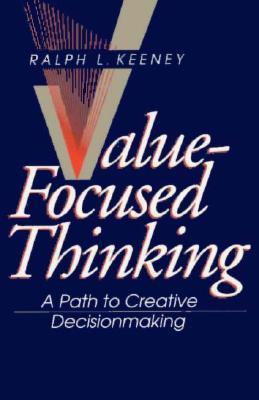 RALPH L. KEENEY
Value-
Focused
Thinking
A Path to Creative
Decisionmaking